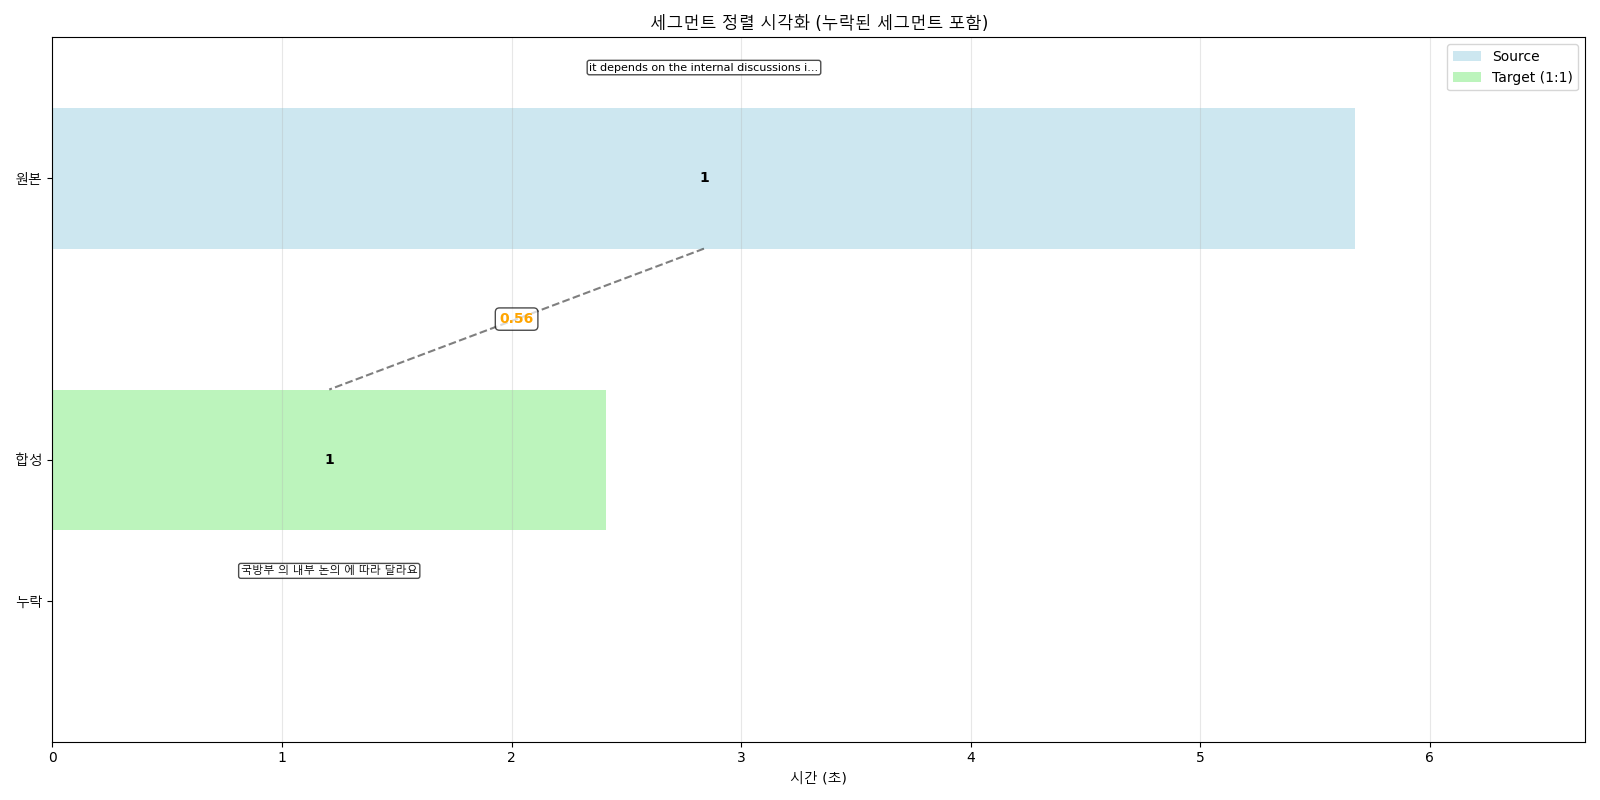 세그먼트 정렬 시각화 (누락된 세그먼트 포함)
it depends on the internal discussions i...
Source
Target (1:1)
원본
1
0.56
합성
1
국방부 의 내부 논의 에 따라 달라요
누락
0 1 2 3 4 5 6
시간 (초)